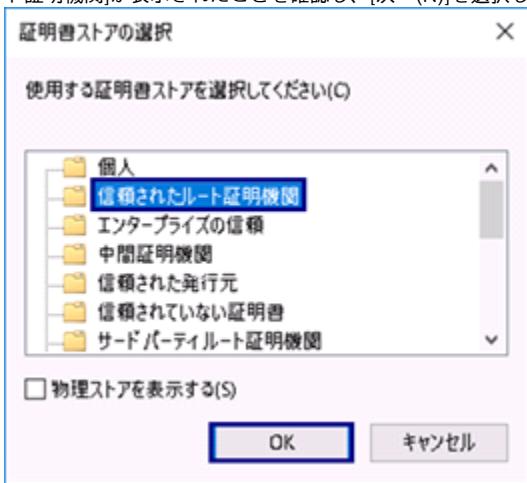 証明書ストアの選択
使用する証明書ストアを選択してください(C)
個人
信頼されたルート証明機関
エンタープライズの信頼
中間証明機関
信頼された発行元
信頼されていない証明書
サードパーティルート証明機関
物理ストアを表示する(S)
OK
キャンセル